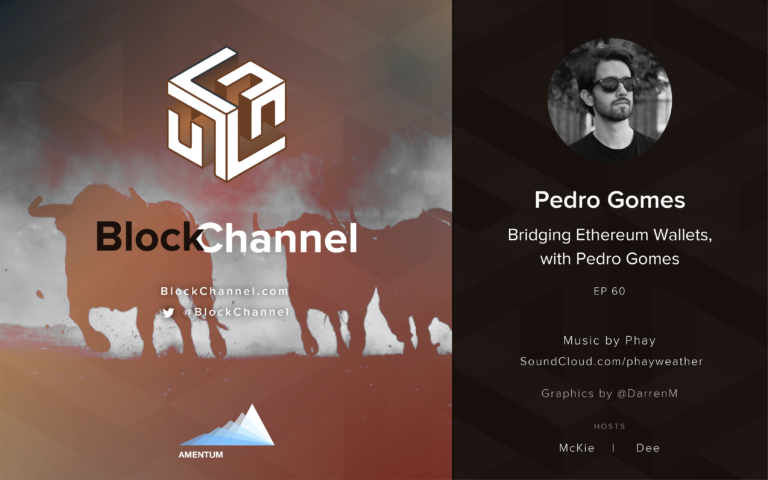 BlockChannel
BlockChannel.com
@BlockChannel
AMENTUM
Pedro Gomes
Bridging Ethereum Wallets,
with Pedro Gomes
EP 60
Music by Phay
SoundCloud.com/phayweather
Graphics by @DarrenM
HOSTS
McKie | Dee